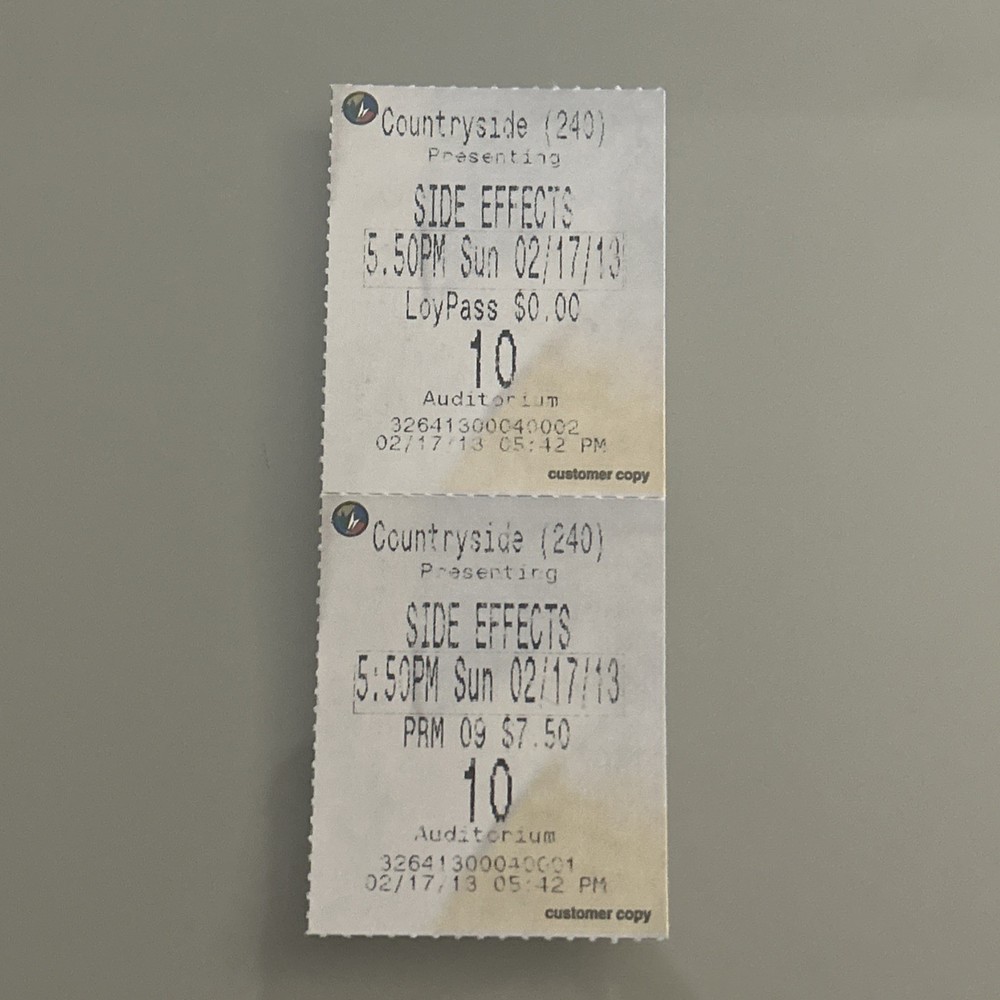 Countryside (240)
Presenting
SIDE EFFECTS
5:50PM Sun 02/17/13
LoyPass $0.00
10
Auditorium
32641300040002
02/17/13 05:42 PM
customer copy
Countryside (240)
Presenting
SIDE EFFECTS
5:50PM Sun 02/17/13
PRM 09 $7.50
10
Auditorium
32641300040001
02/17/13 05:42 PM
customer copy